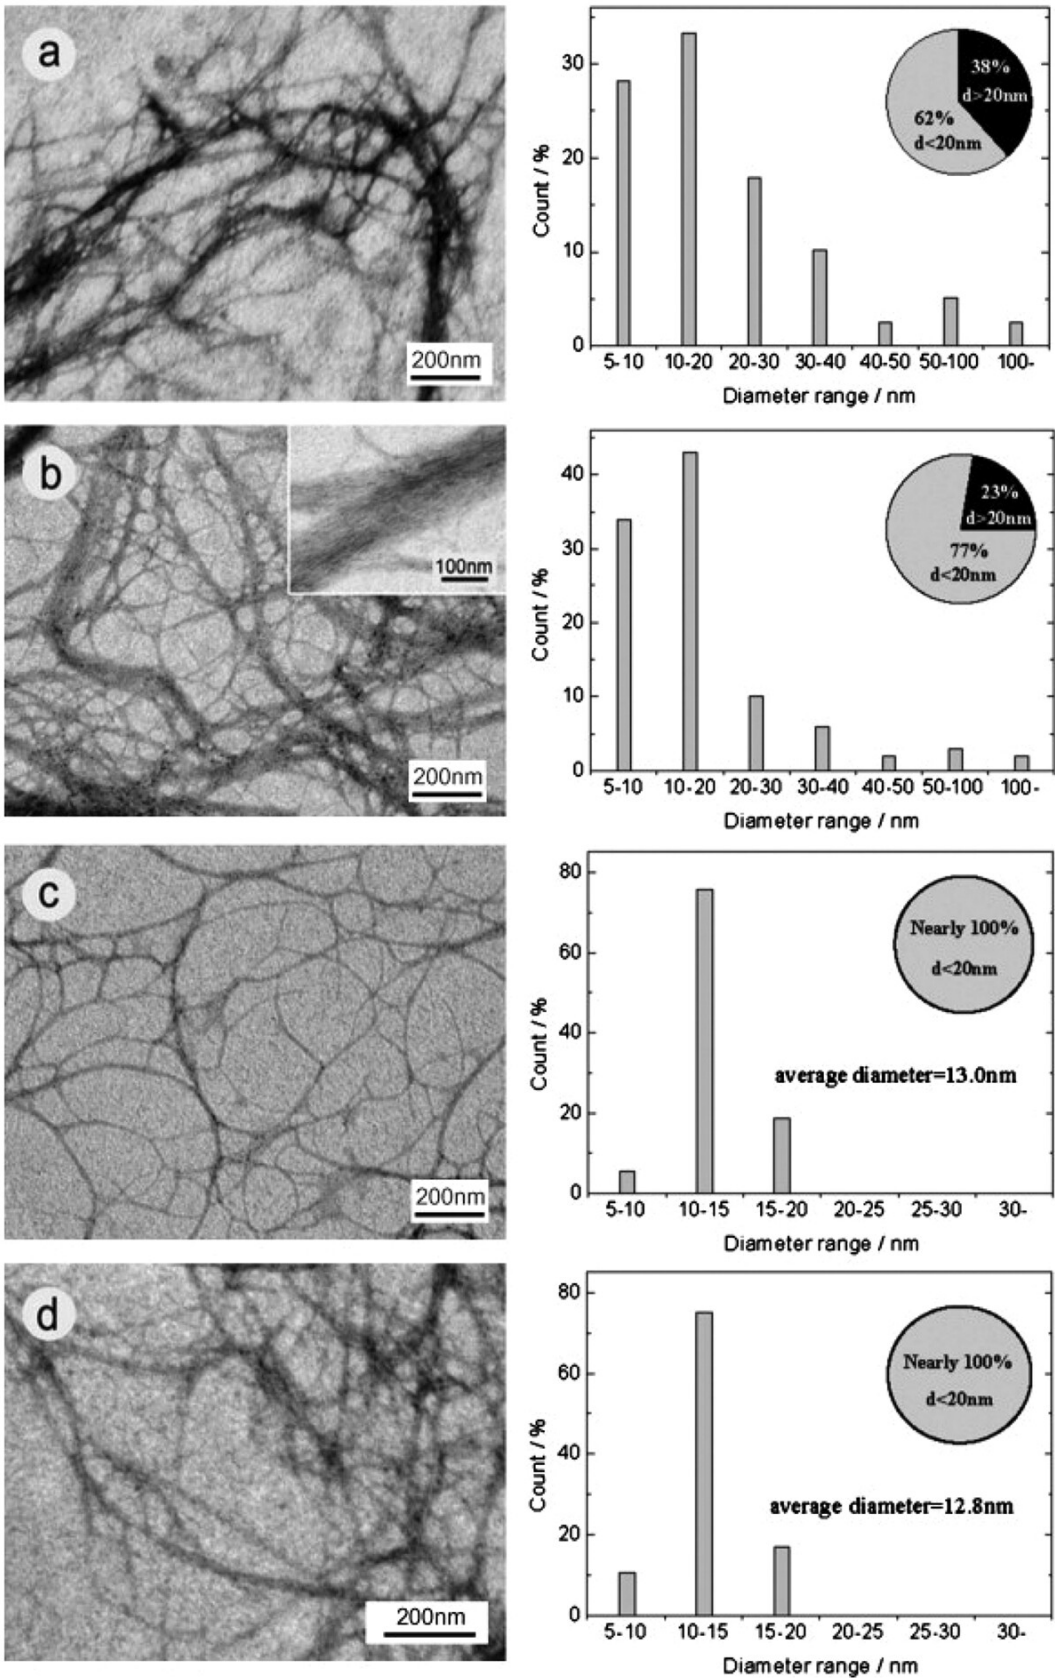 a
200nm
Count / %
30
20
10
0
38%
d>20nm
62%
d<20nm
5-10 10-20 20-30 30-40 40-50 50-100 100-
Diameter range / nm
b
100nm
200nm
Count / %
40
30
20
10
0
23%
d>20nm
77%
d<20nm
5-10 10-20 20-30 30-40 40-50 50-100 100-
Diameter range / nm
c
200nm
Count / %
80
60
40
20
0
Nearly 100%
d<20nm
average diameter=13.0nm
5-10 10-15 15-20 20-25 25-30 30-
Diameter range / nm
d
200nm
Count / %
80
60
40
20
0
Nearly 100%
d<20nm
average diameter=12.8nm
5-10 10-15 15-20 20-25 25-30 30-
Diameter range / nm